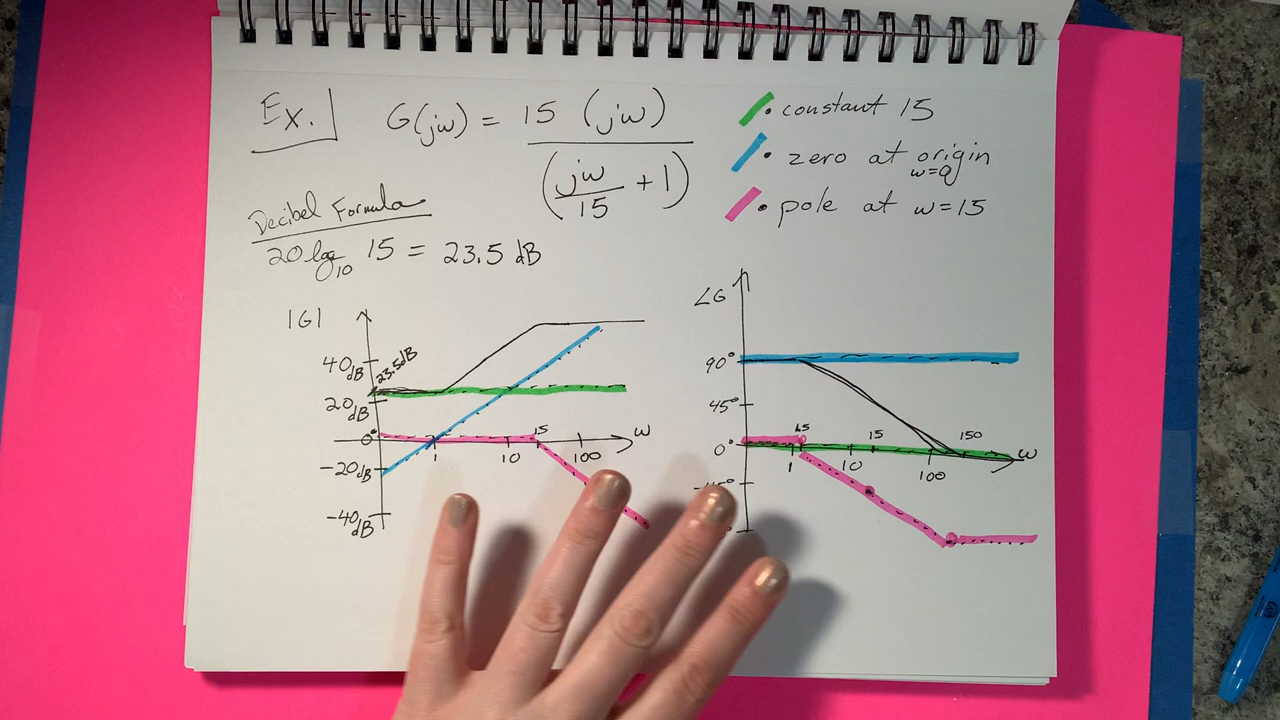 Ex.
G(jω) = 15 (jω)
(jω/15 + 1)
• constant 15
• zero at origin
ω=0
• pole at ω=15
Decibel Formula
20 log10 15 = 23.5 dB
|G|
40dB
23.5dB
20dB
0°
-20dB
-40dB
1
10
15
100
ω
∠G
90°
45°
0°
1.5
15
150
1
10
100
ω